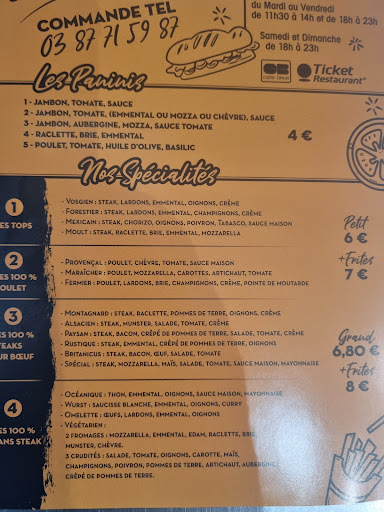 COMMANDE TEL
03 87 71 59 87
du Mardi au Vendredi
de 11h30 à 14h et de 18h à 23h
Samedi et Dimanche
de 18h à 23h
Ticket
Restaurant
Les Paninis
1 - JAMBON, TOMATE, SAUCE
2 - JAMBON, TOMATE, (EMMENTAL OU MOZZA OU CHÈVRE), SAUCE
3 - JAMBON, AUBERGINE, MOZZA, SAUCE TOMATE
4 - RACLETTE, BRIE, EMMENTAL
5 - POULET, TOMATE, HUILE D'OLIVE, BASILIC
4 €
Nos Spécialités
1
ES TOPS
- VOSGIEN : STEAK, LARDONS, EMMENTAL, OIGNONS, CRÈME
- FORESTIER : STEAK, LARDONS, EMMENTAL, CHAMPIGNONS, CRÈME
- MEXICAIN : STEAK, CHORIZO, OIGNONS, POIVRON, TABASCO, SAUCE MAISON
- MOULT : STEAK, RACLETTE, BRIE, EMMENTAL, MOZZARELLA
Petit
6 €
+Frites
7 €
2
ES 100 %
OULET
- PROVENÇAL : POULET, CHÈVRE, TOMATE, SAUCE MAISON
- MARAÎCHER : POULET, MOZZARELLA, CAROTTES, ARTICHAUT, TOMATE
- FERMIER : POULET, LARDONS, BRIE, CHAMPIGNONS, CRÈME, POINTE DE MOUTARDE
3
ES 100 %
TEAKS
UR BŒUF
- MONTAGNARD : STEAK, RACLETTE, POMMES DE TERRE, OIGNONS, CRÈME
- ALSACIEN : STEAK, MUNSTER, SALADE, TOMATE, CRÈME
- PAYSAN : STEAK, BACON, CRÊPE DE POMMES DE TERRE, SALADE, TOMATE, CRÈME
- RUSTIQUE : STEAK, EMMENTAL, CRÊPE DE POMMES DE TERRE, OIGNONS
- BRITANICUS : STEAK, BACON, ŒUF, SALADE, TOMATE
- SPÉCIAL : STEAK, MOZZARELLA, MAÏS, SALADE, TOMATE, SAUCE MAISON, MAYONNAISE
Grand
6,80 €
+Frites
8 €
4
ES 100 %
ANS STEAK
- OCÉANIQUE : THON, EMMENTAL, OIGNONS, SAUCE MAISON, MAYONNAISE
- WURST : SAUCISSE BLANCHE, EMMENTAL, OIGNONS, CURRY
- OMELETTE : ŒUFS, LARDONS, EMMENTAL, OIGNONS
- VÉGÉTARIEN :
2 FROMAGES : MOZZARELLA, EMMENTAL, EDAM, RACLETTE, BRIE,
MUNSTER, CHÈVRE.
3 CRUDITÉS : SALADE, TOMATE, OIGNONS, CAROTTE, MAÏS,
CHAMPIGNONS, POIVRON, POMMES DE TERRE, ARTICHAUT, AUBERGINE,
CRÊPE DE POMMES DE TERRE.